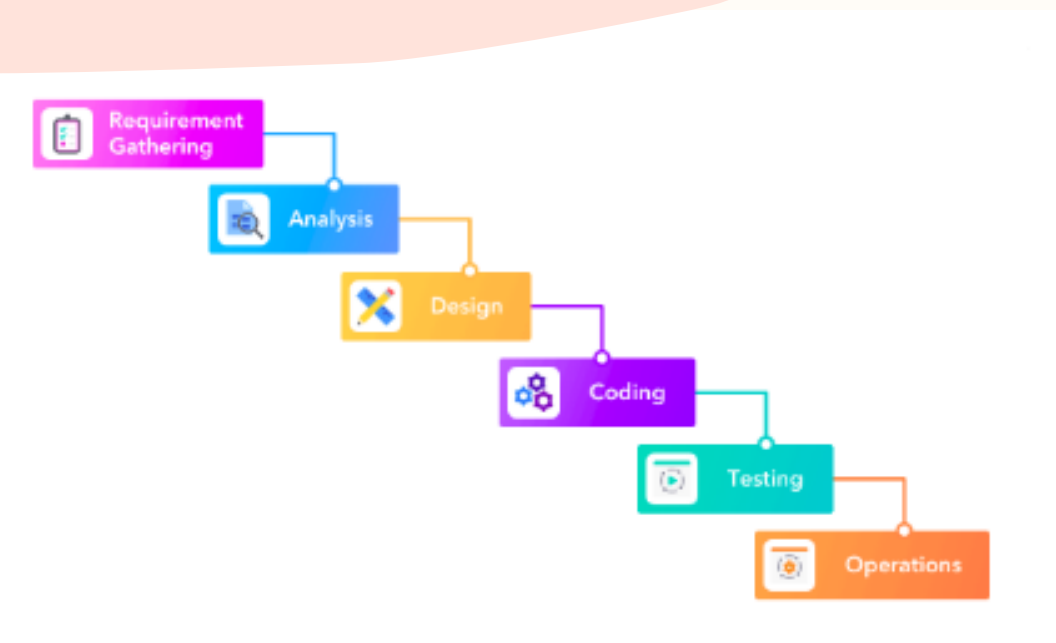 Requirement
Gathering
Analysis
Design
Coding
Testing
Operations